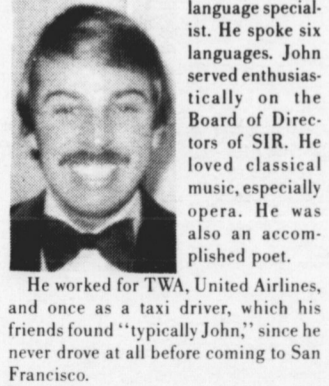 language special-
ist. He spoke six
languages. John
served enthusias-
tically on the
Board of Direc-
tors of SIR. He
loved classical
music, especially
opera. He was
also an accom-
plished poet.
He worked for TWA, United Airlines,
and once as a taxi driver, which his
friends found “typically John,” since he
never drove at all before coming to San
Francisco.